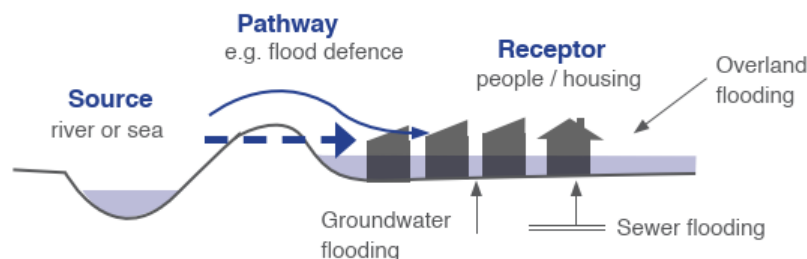 Pathway
e.g. flood defence
Receptor
people / housing
Overland
flooding
Source
river or sea
Groundwater
flooding
Sewer flooding